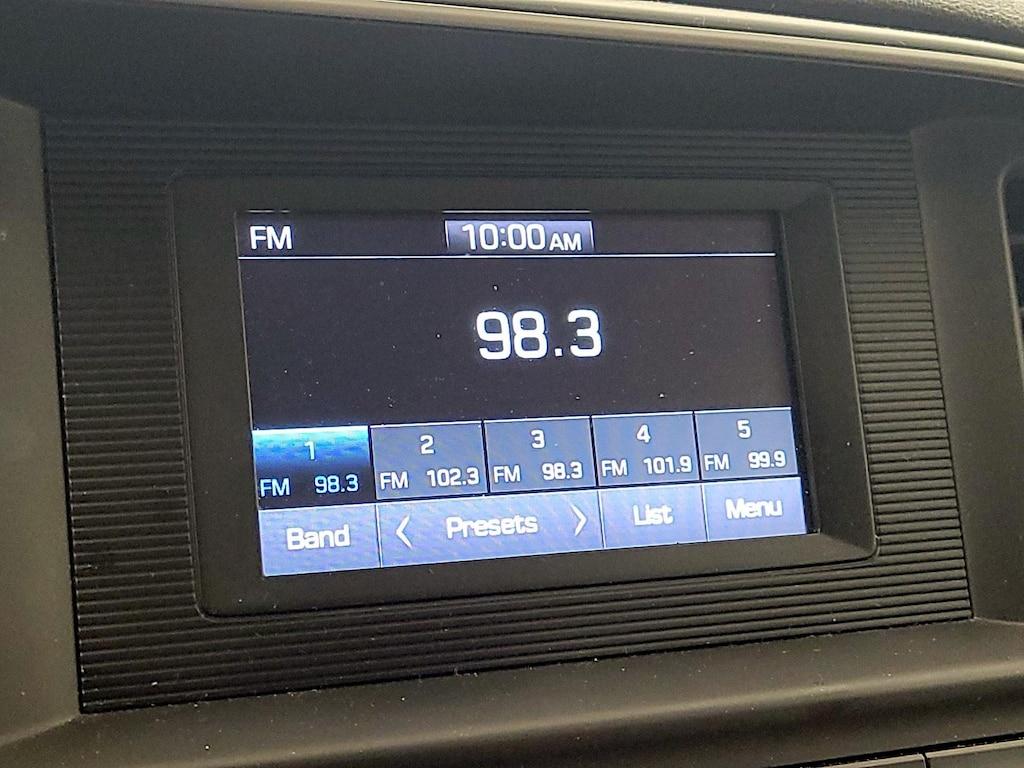 FM 10:00 AM
98.3
1 2 3 4 5
FM 98.3 FM 102.3 FM 98.3 FM 101.9 FM 99.9
Band < Presets > List Menu